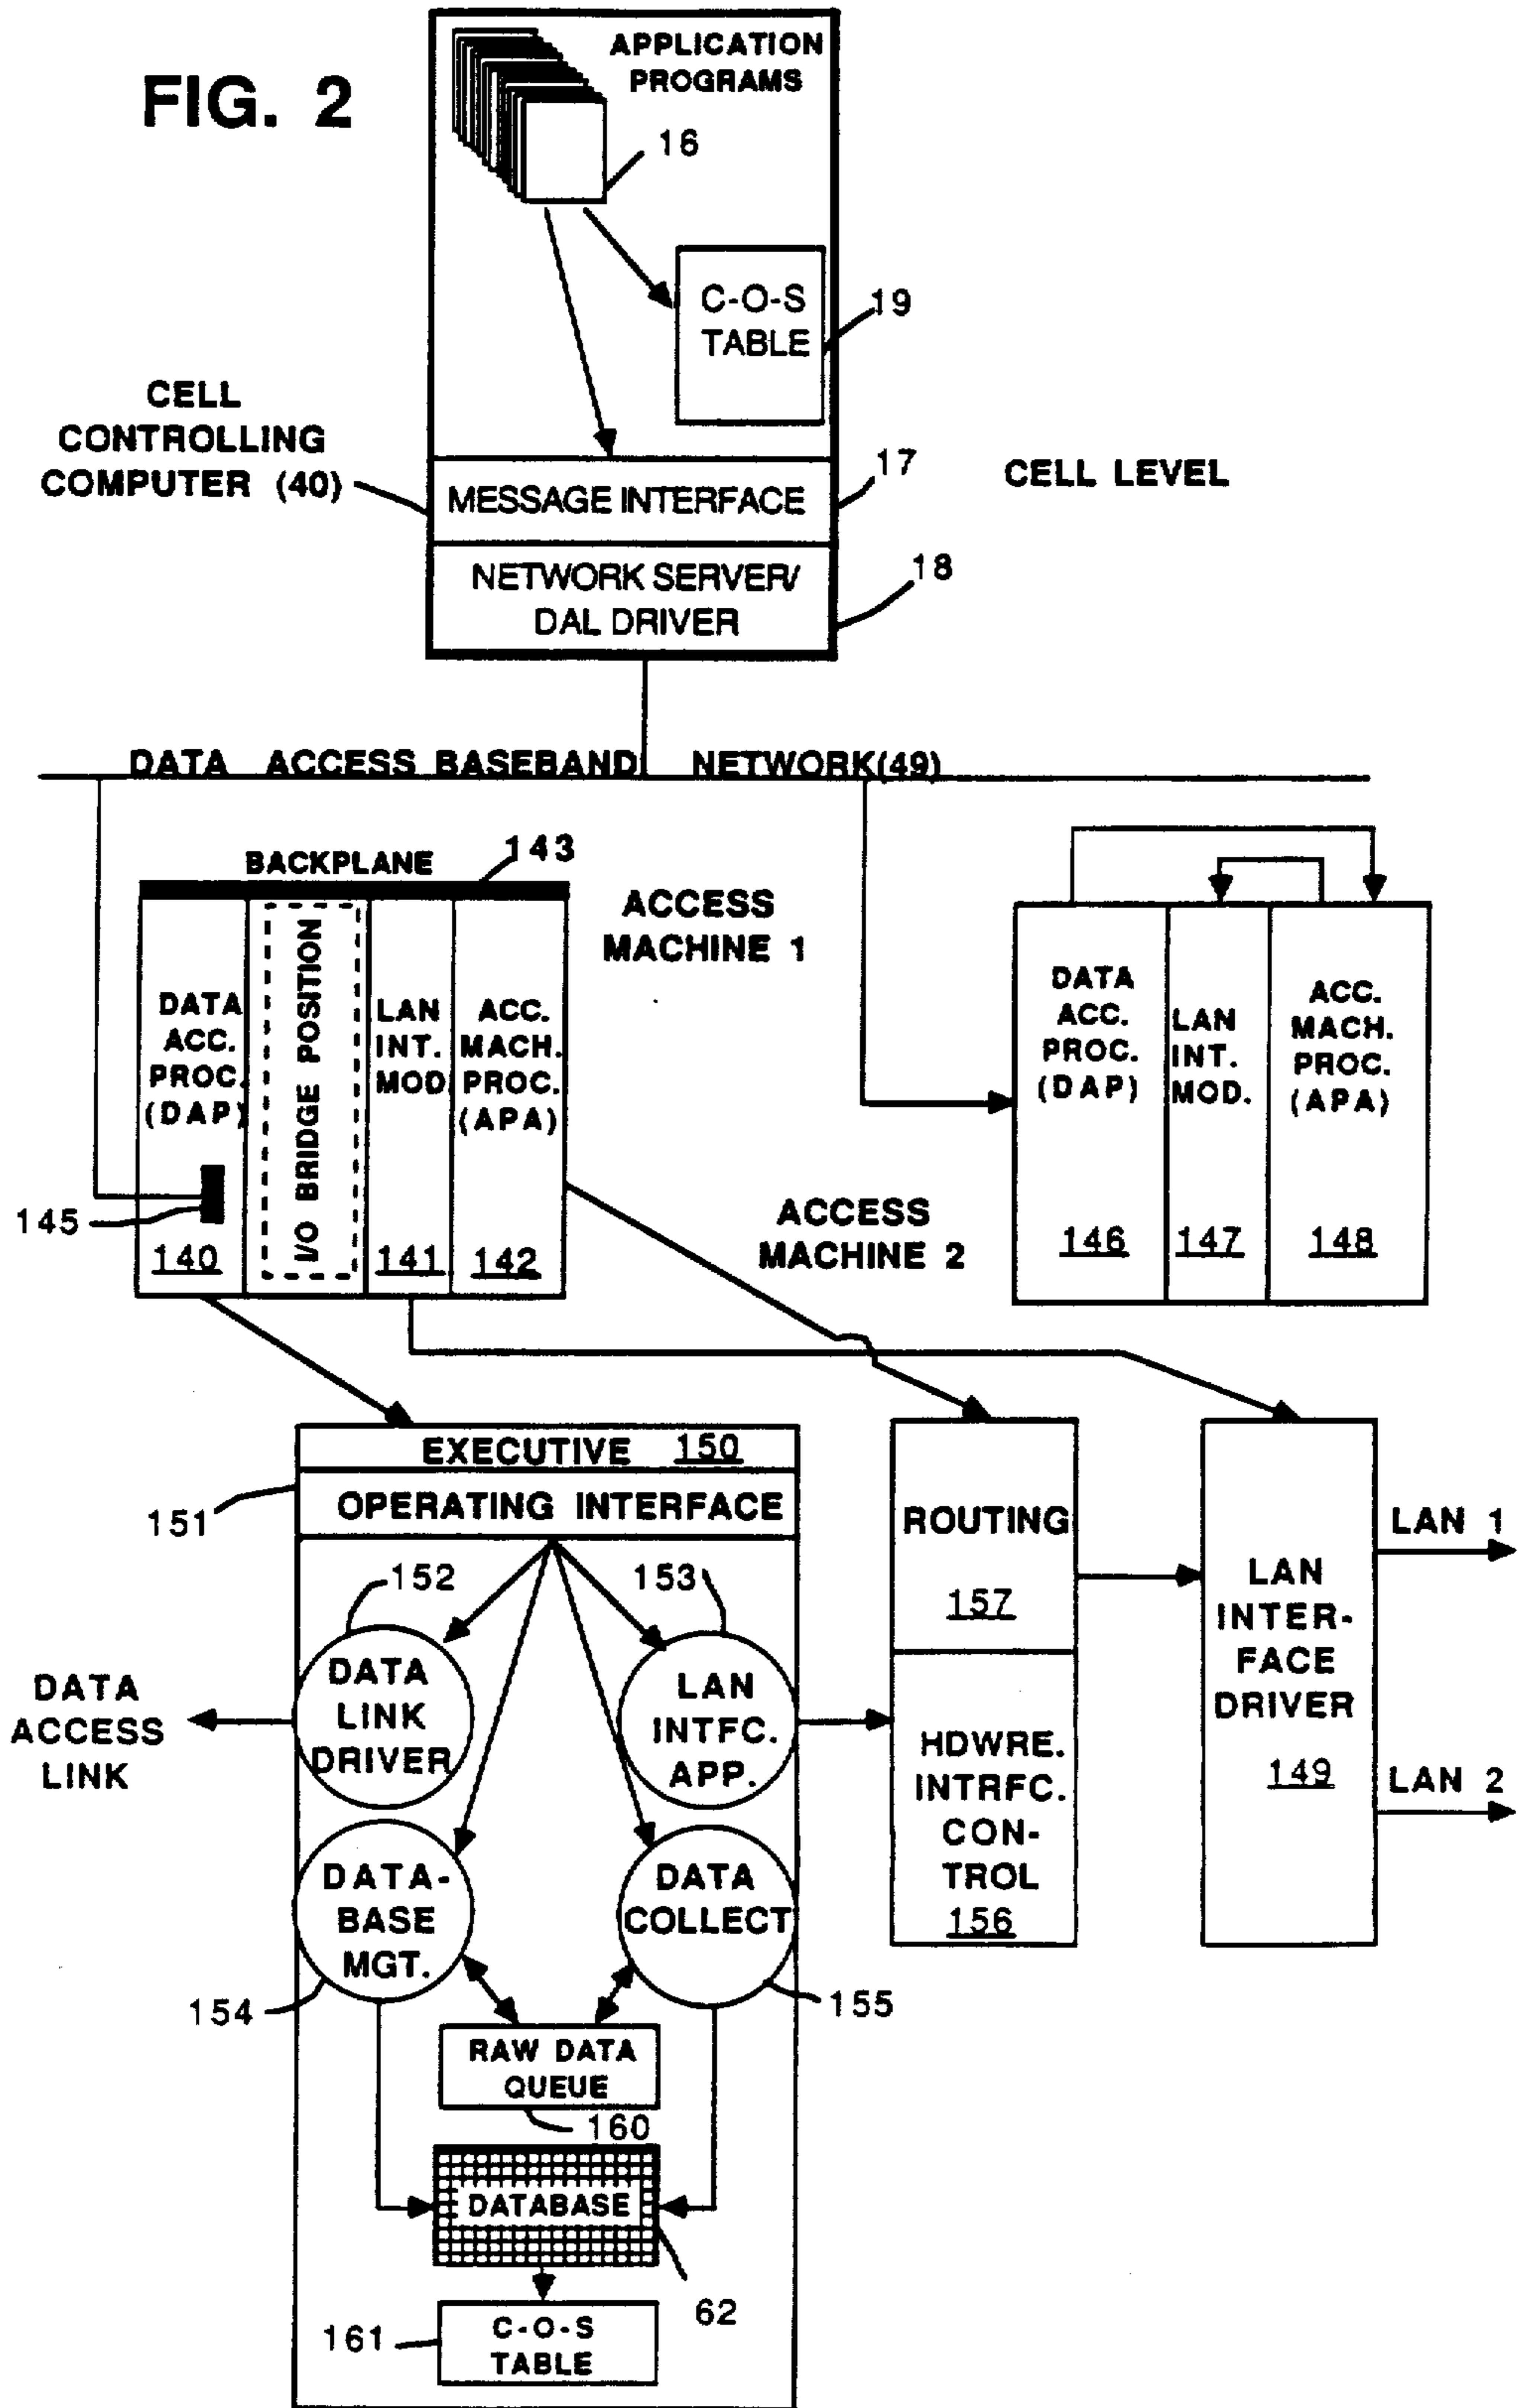 FIG. 2
APPLICATION
PROGRAMS
16
C-O-S
TABLE
19
CELL
CONTROLLING
COMPUTER (40)
MESSAGE INTERFACE
17
CELL LEVEL
NETWORK SERVER/
DAL DRIVER
18
DATA ACCESS BASEBAND NETWORK(49)
BACKPLANE
143
ACCESS
MACHINE 1
DATA
ACC.
PROC.
(DAP)
145
140
I/O BRIDGE POSITION
LAN
INT.
MOD
141
ACC.
MACH.
PROC.
(APA)
142
ACCESS
MACHINE 2
DATA
ACC.
PROC.
(DAP)
146
LAN
INT.
MOD.
147
ACC.
MACH.
PROC.
(APA)
148
EXECUTIVE 150
151
OPERATING INTERFACE
152
153
DATA
LINK
DRIVER
LAN
INTFC.
APP.
DATA
ACCESS
LINK
DATA-
BASE
MGT.
154
DATA
COLLECT
155
RAW DATA
QUEUE
160
DATABASE
62
161
C-O-S
TABLE
ROUTING
157
HDWRE.
INTRFC.
CON-
TROL
156
LAN
INTER-
FACE
DRIVER
149
LAN 1
LAN 2